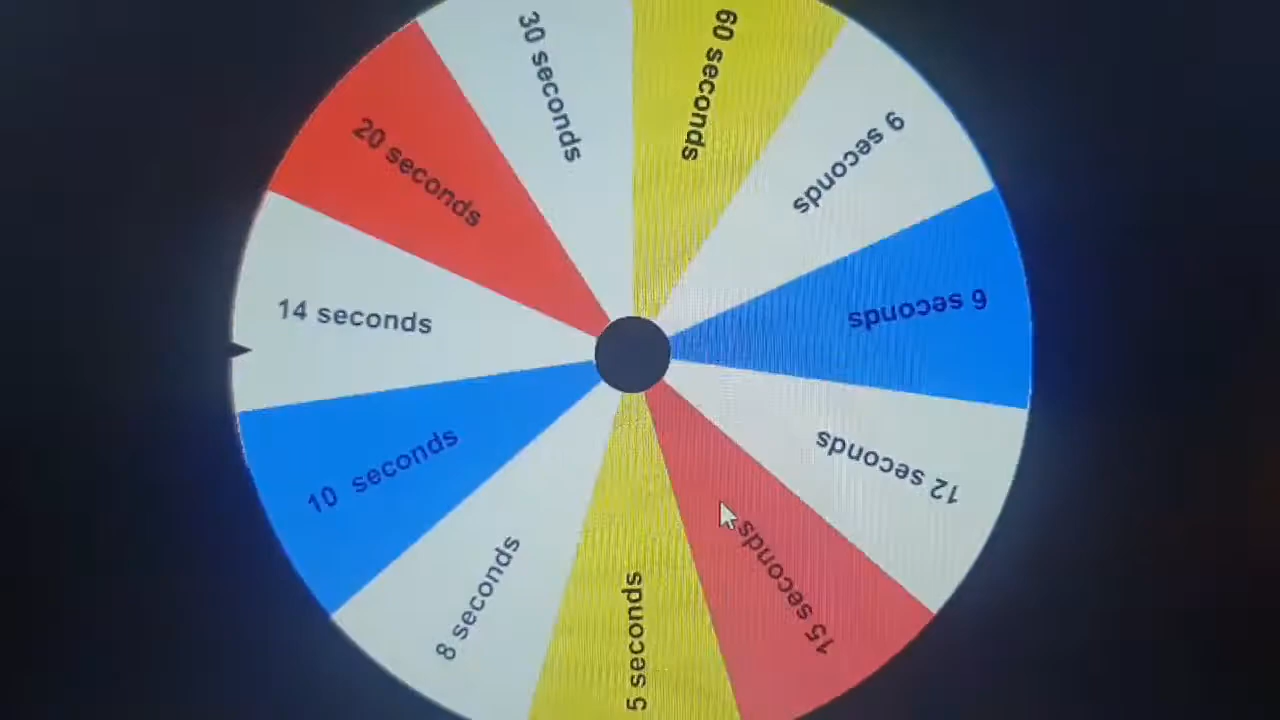 30 seconds
60 seconds
9 seconds
6 seconds
12 seconds
15 seconds
5 seconds
8 seconds
10 seconds
14 seconds
20 seconds